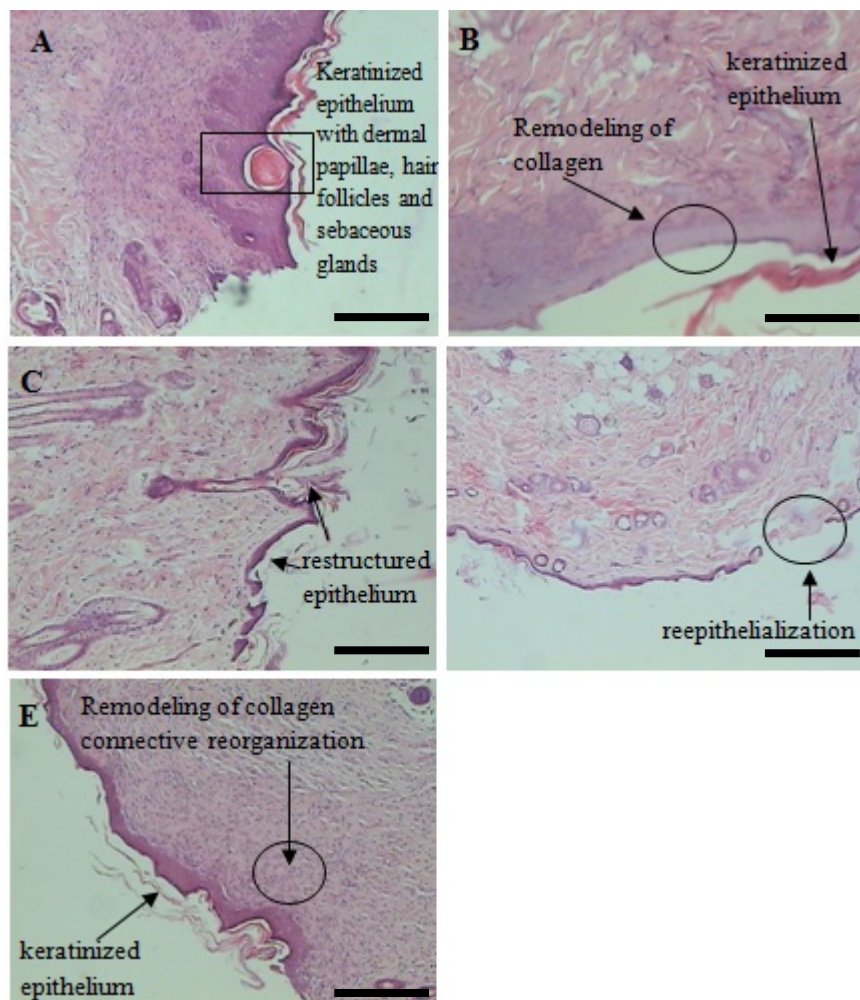 A
Keratinized
epithelium
with dermal
papillae, hair
follicles and
sebaceous
glands
B
keratinized
epithelium
Remodeling of
collagen
C
restructured
epithelium
reepithelialization
E
Remodeling of collagen
connective reorganization
keratinized
epithelium